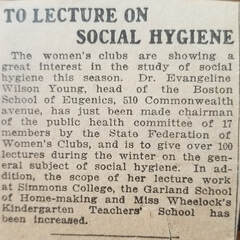 TO LECTURE ON
SOCIAL HYGIENE
The women's clubs are showing a
great interest in the study of social
hygiene this season. Dr. Evangeline
Wilson Young, head of the Boston
School of Eugenics, 510 Commonwealth
avenue, has just been made chairman
of the public health committee of 17
members by the State Federation of
Women's Clubs, and is to give over 100
lectures during the winter on the gen-
eral subject of social hygiene. In ad-
dition, the scope of her lecture work
at Simmons College, the Garland School
of Home-making and Miss Wheelock's
Kindergarten Teachers' School has
been increased.